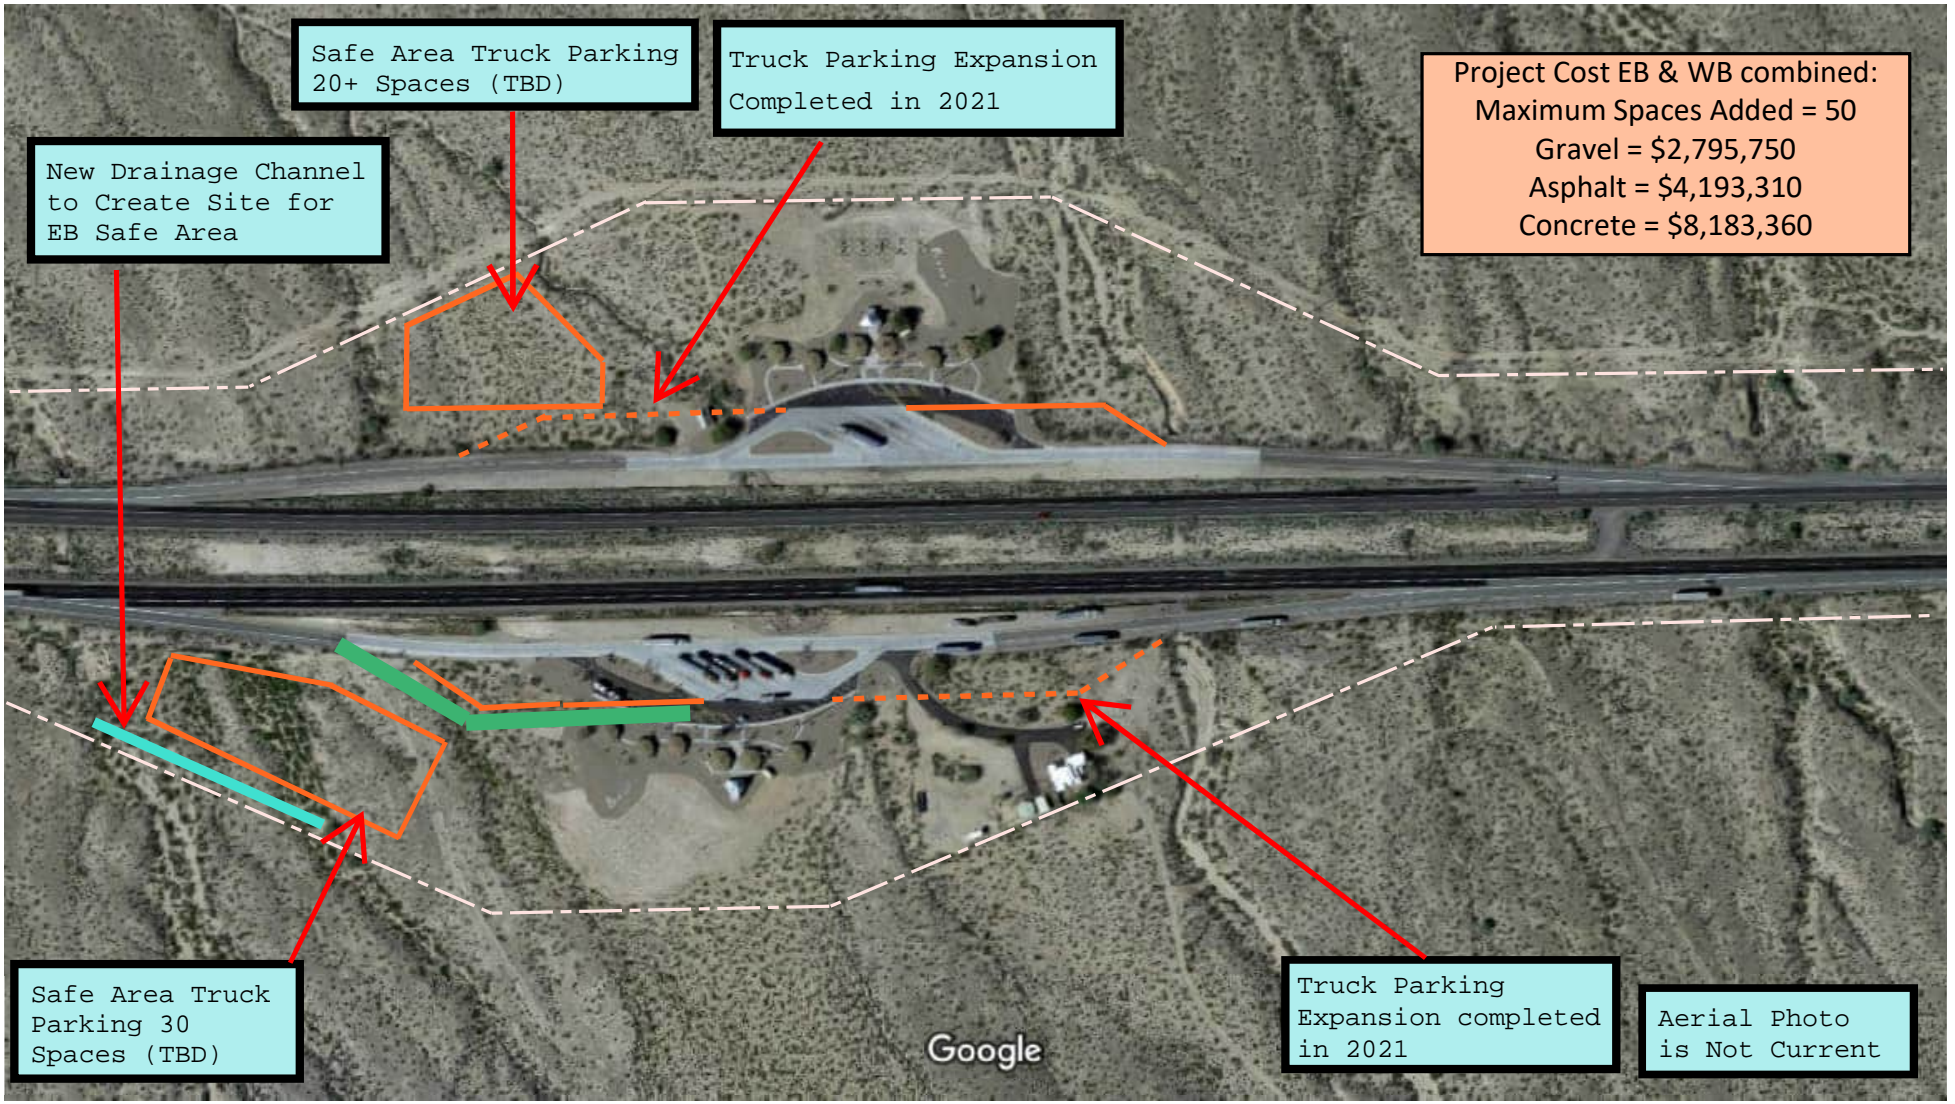 Safe Area Truck Parking
20+ Spaces (TBD)
Truck Parking Expansion
Completed in 2021
Project Cost EB & WB combined:
Maximum Spaces Added = 50
Gravel = $2,795,750
Asphalt = $4,193,310
Concrete = $8,183,360
New Drainage Channel
to Create Site for
EB Safe Area
Safe Area Truck
Parking 30
Spaces (TBD)
Google
Truck Parking
Expansion completed
in 2021
Aerial Photo
is Not Current